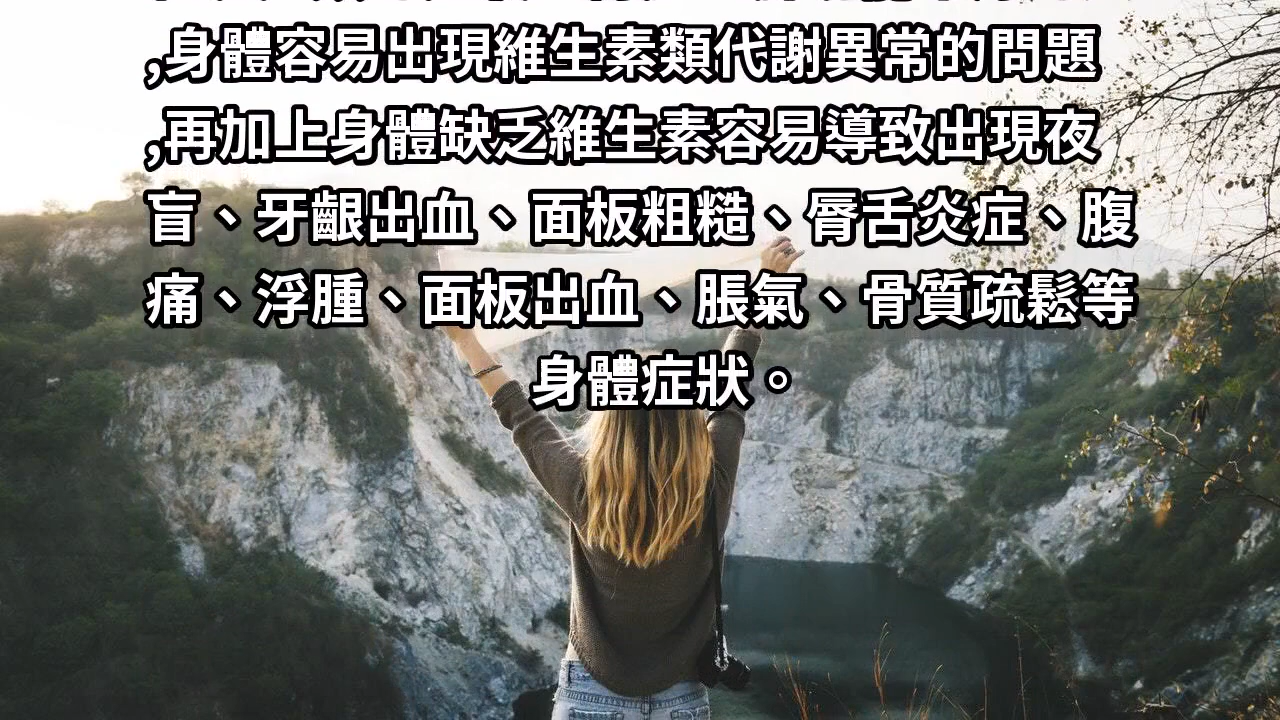 ,身體容易出現維生素類代謝異常的問題
,再加上身體缺乏維生素容易導致出現夜
盲、牙齦出血、面板粗糙、唇舌炎症、腹
痛、浮腫、面板出血、脹氣、骨質疏鬆等
身體症狀。